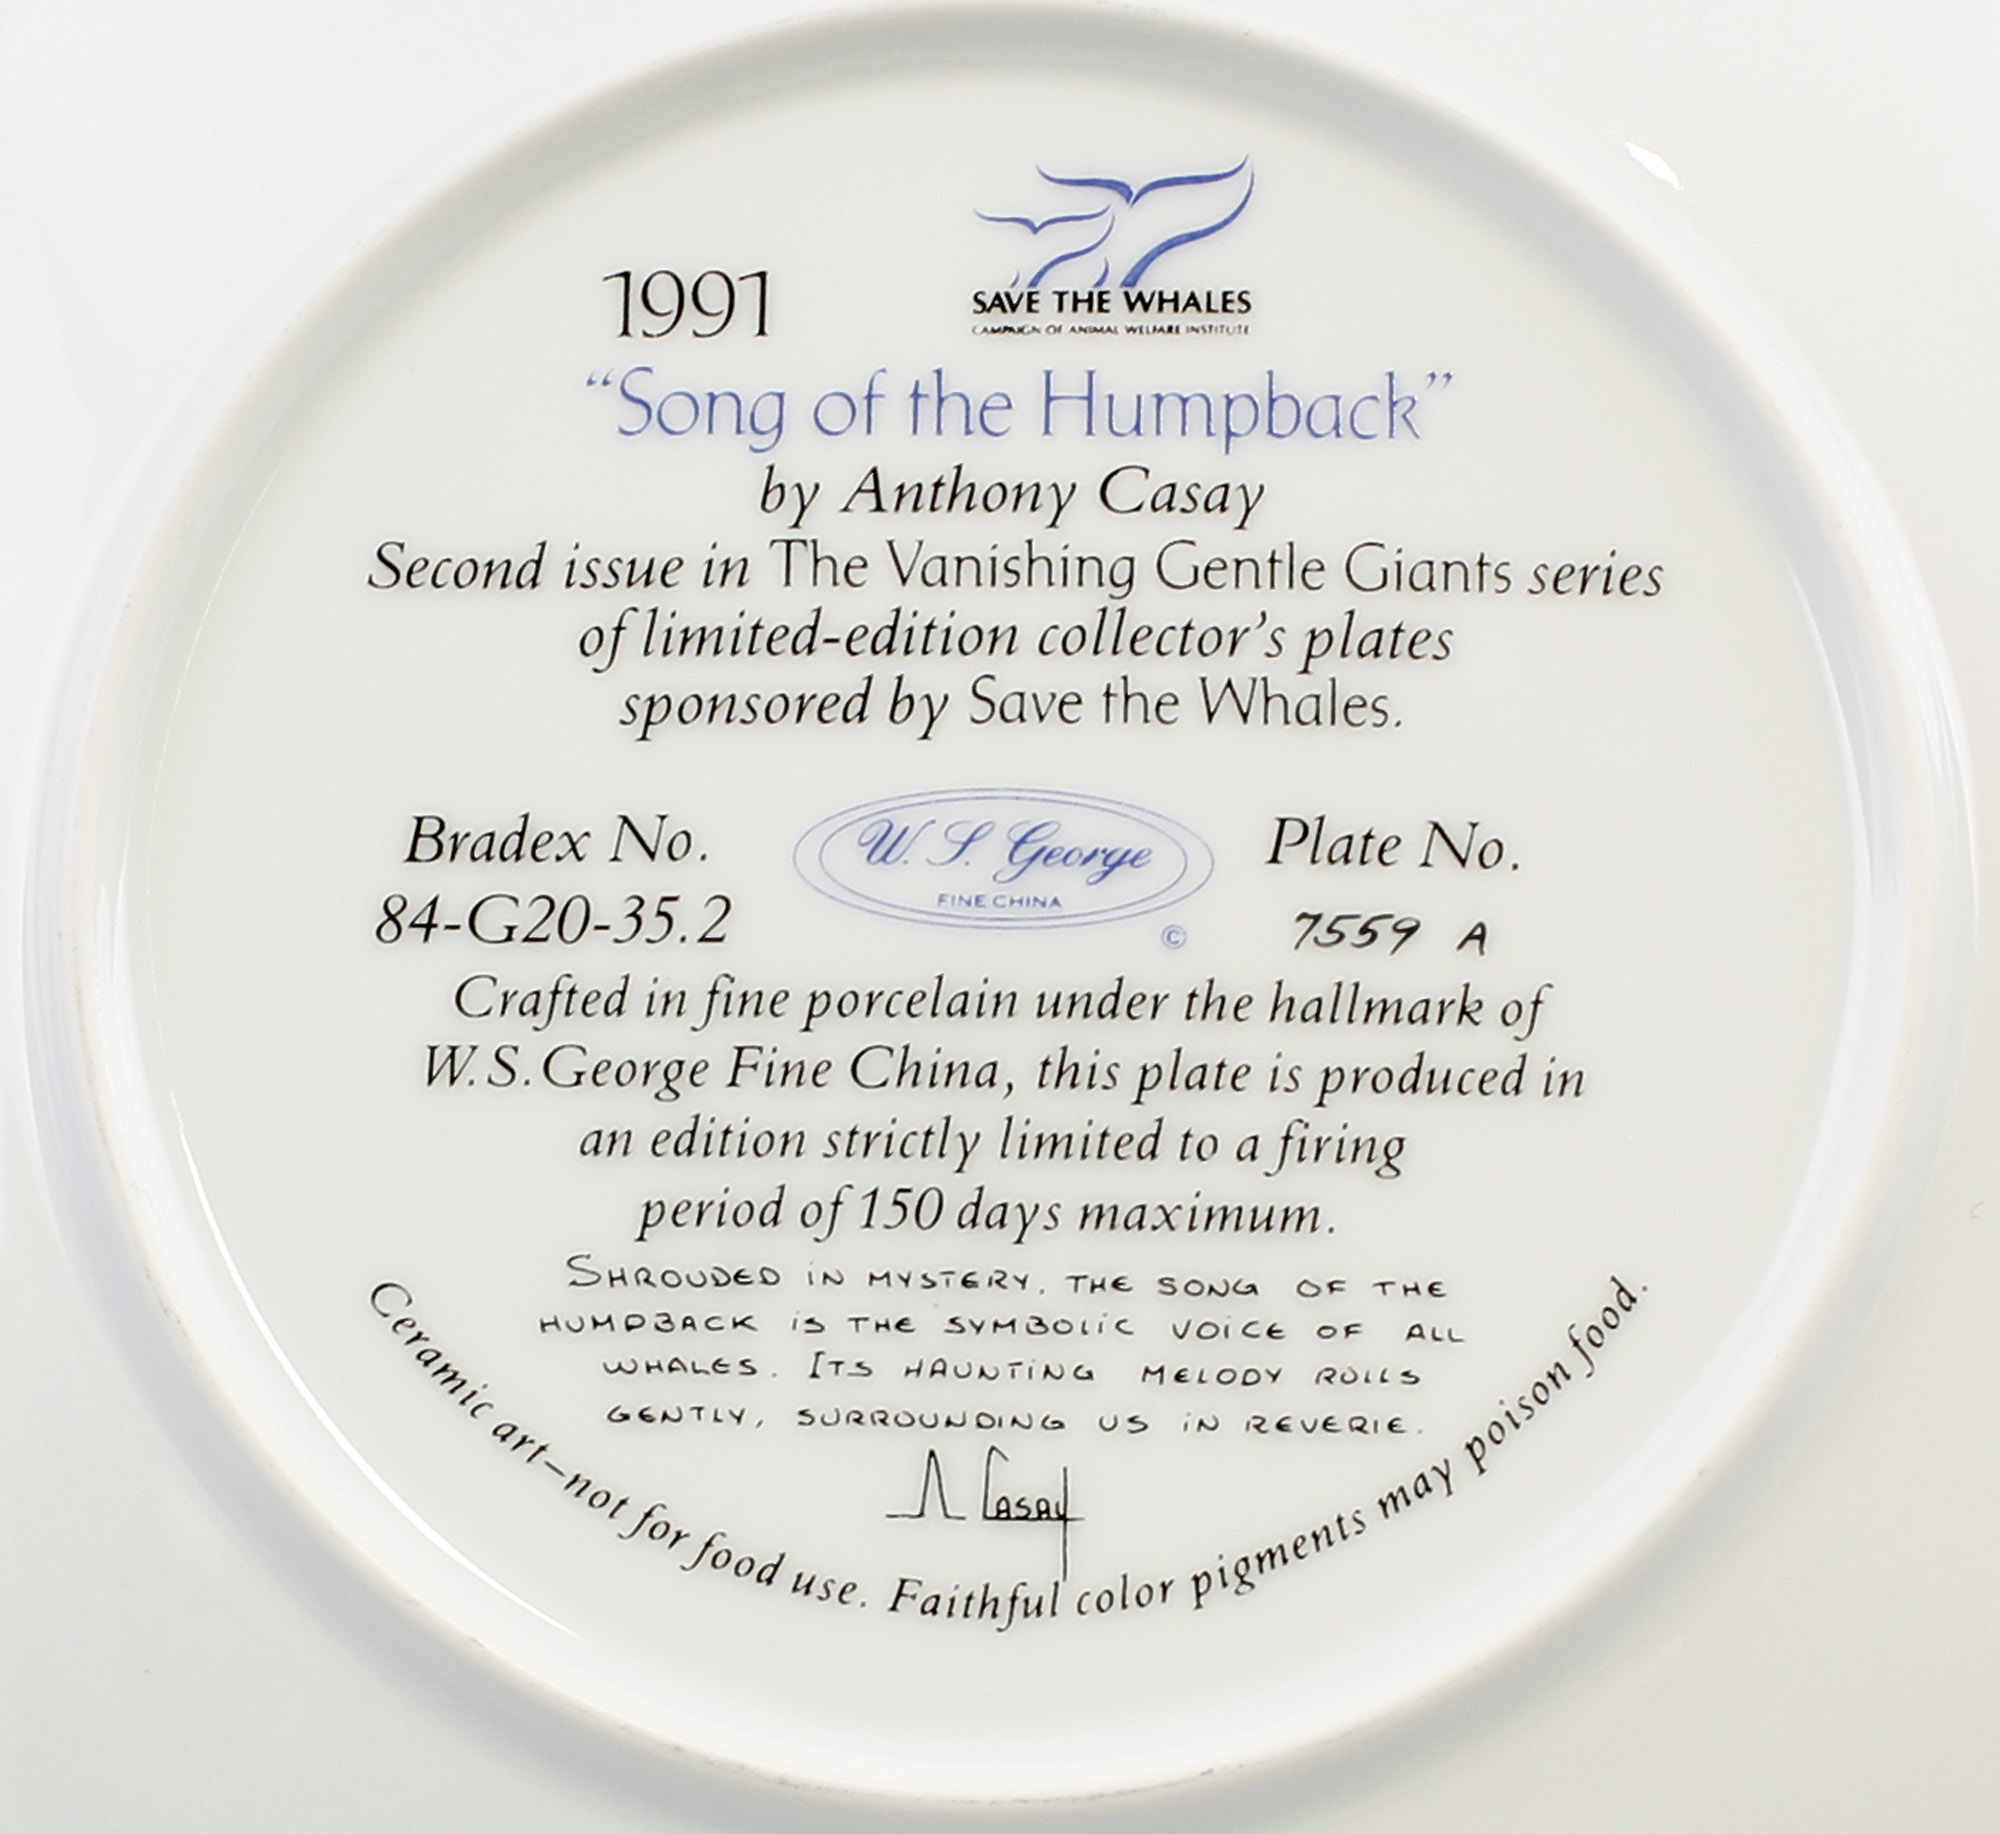 1991
SAVE THE WHALES
CAMPAIGN OF ANIMAL WELFARE INSTITUTE
“Song of the Humpback”
by Anthony Casay
Second issue in The Vanishing Gentle Giants series
of limited-edition collector’s plates
sponsored by Save the Whales.
Bradex No.
84-G20-35.2
W. S. George
FINE CHINA
©
Plate No.
7559 A
Crafted in fine porcelain under the hallmark of
W.S. George Fine China, this plate is produced in
an edition strictly limited to a firing
period of 150 days maximum.
SHROUDED IN MYSTERY, THE SONG OF THE
HUMPBACK IS THE SYMBOLIC VOICE OF ALL
WHALES. ITS HAUNTING MELODY ROLLS
GENTLY, SURROUNDING US IN REVERIE.
A Casay
Ceramic art–not for food use. Faithful color pigments may poison food.